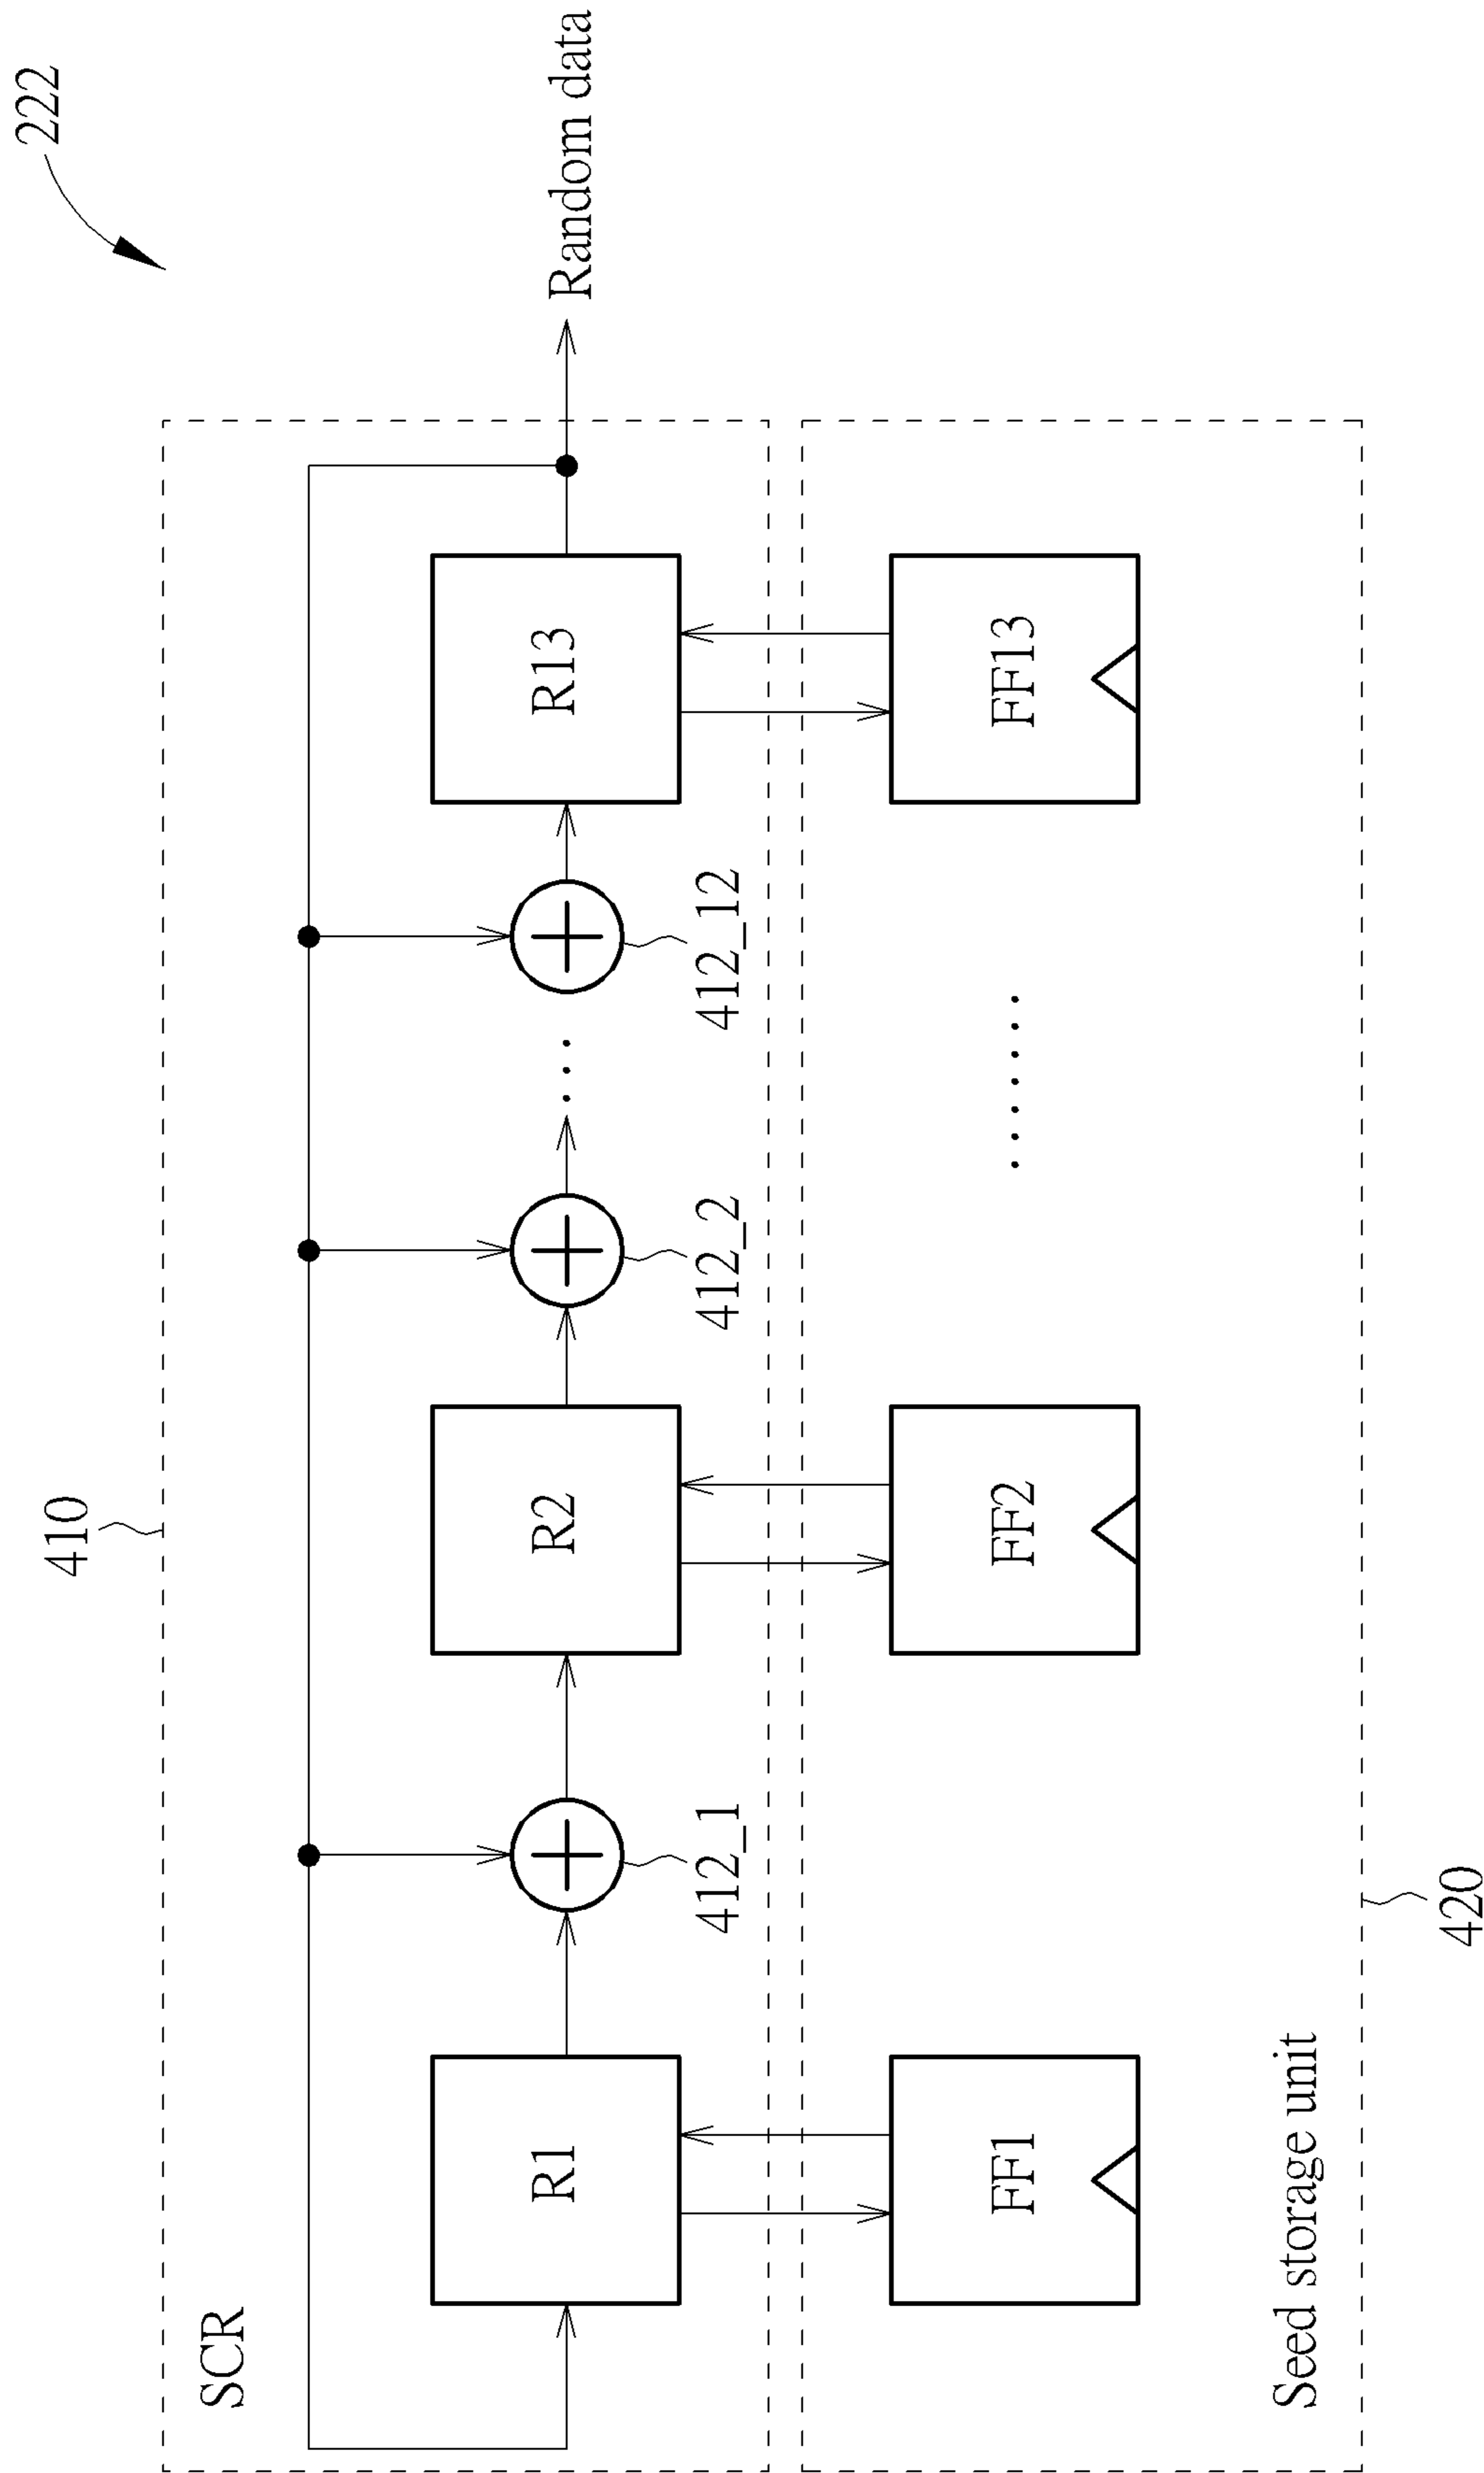 222
410
SCR
R1
R2
R13
Random data
412_1
412_2
...
412_12
FF1
FF2
......
FF13
Seed storage unit
420